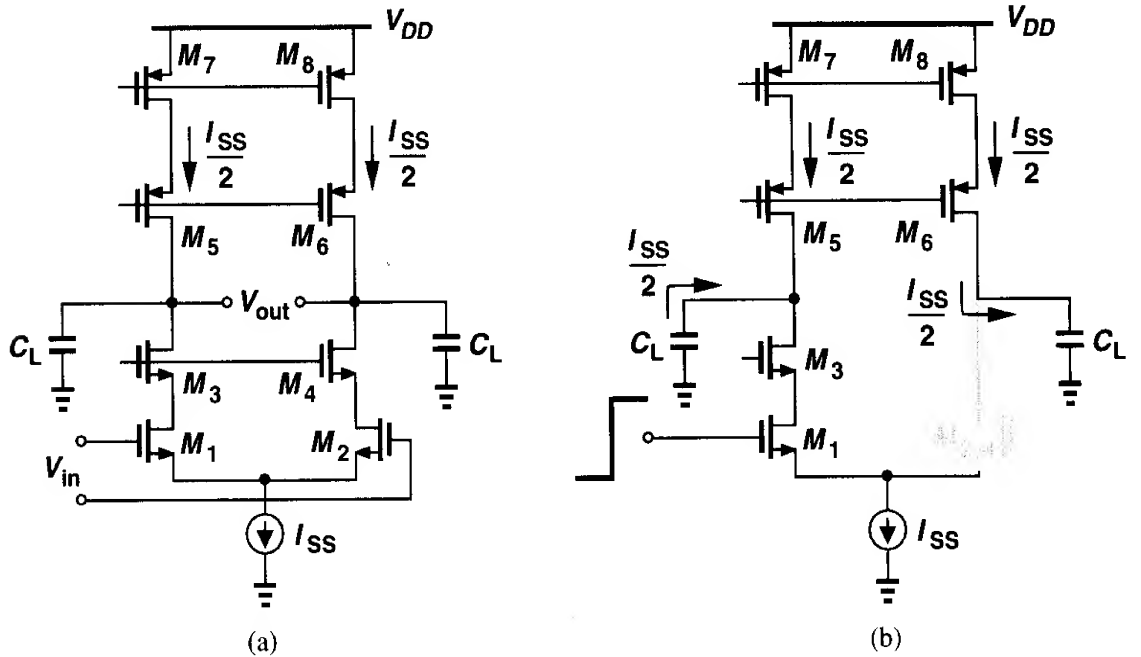 V_DD
M_7
M_8
I_SS/2
I_SS/2
M_5
M_6
V_out
C_L
C_L
M_3
M_4
M_1
M_2
V_in
I_SS
(a)
V_DD
M_7
M_8
I_SS/2
I_SS/2
M_5
M_6
I_SS/2
I_SS/2
C_L
C_L
M_3
M_1
I_SS
(b)